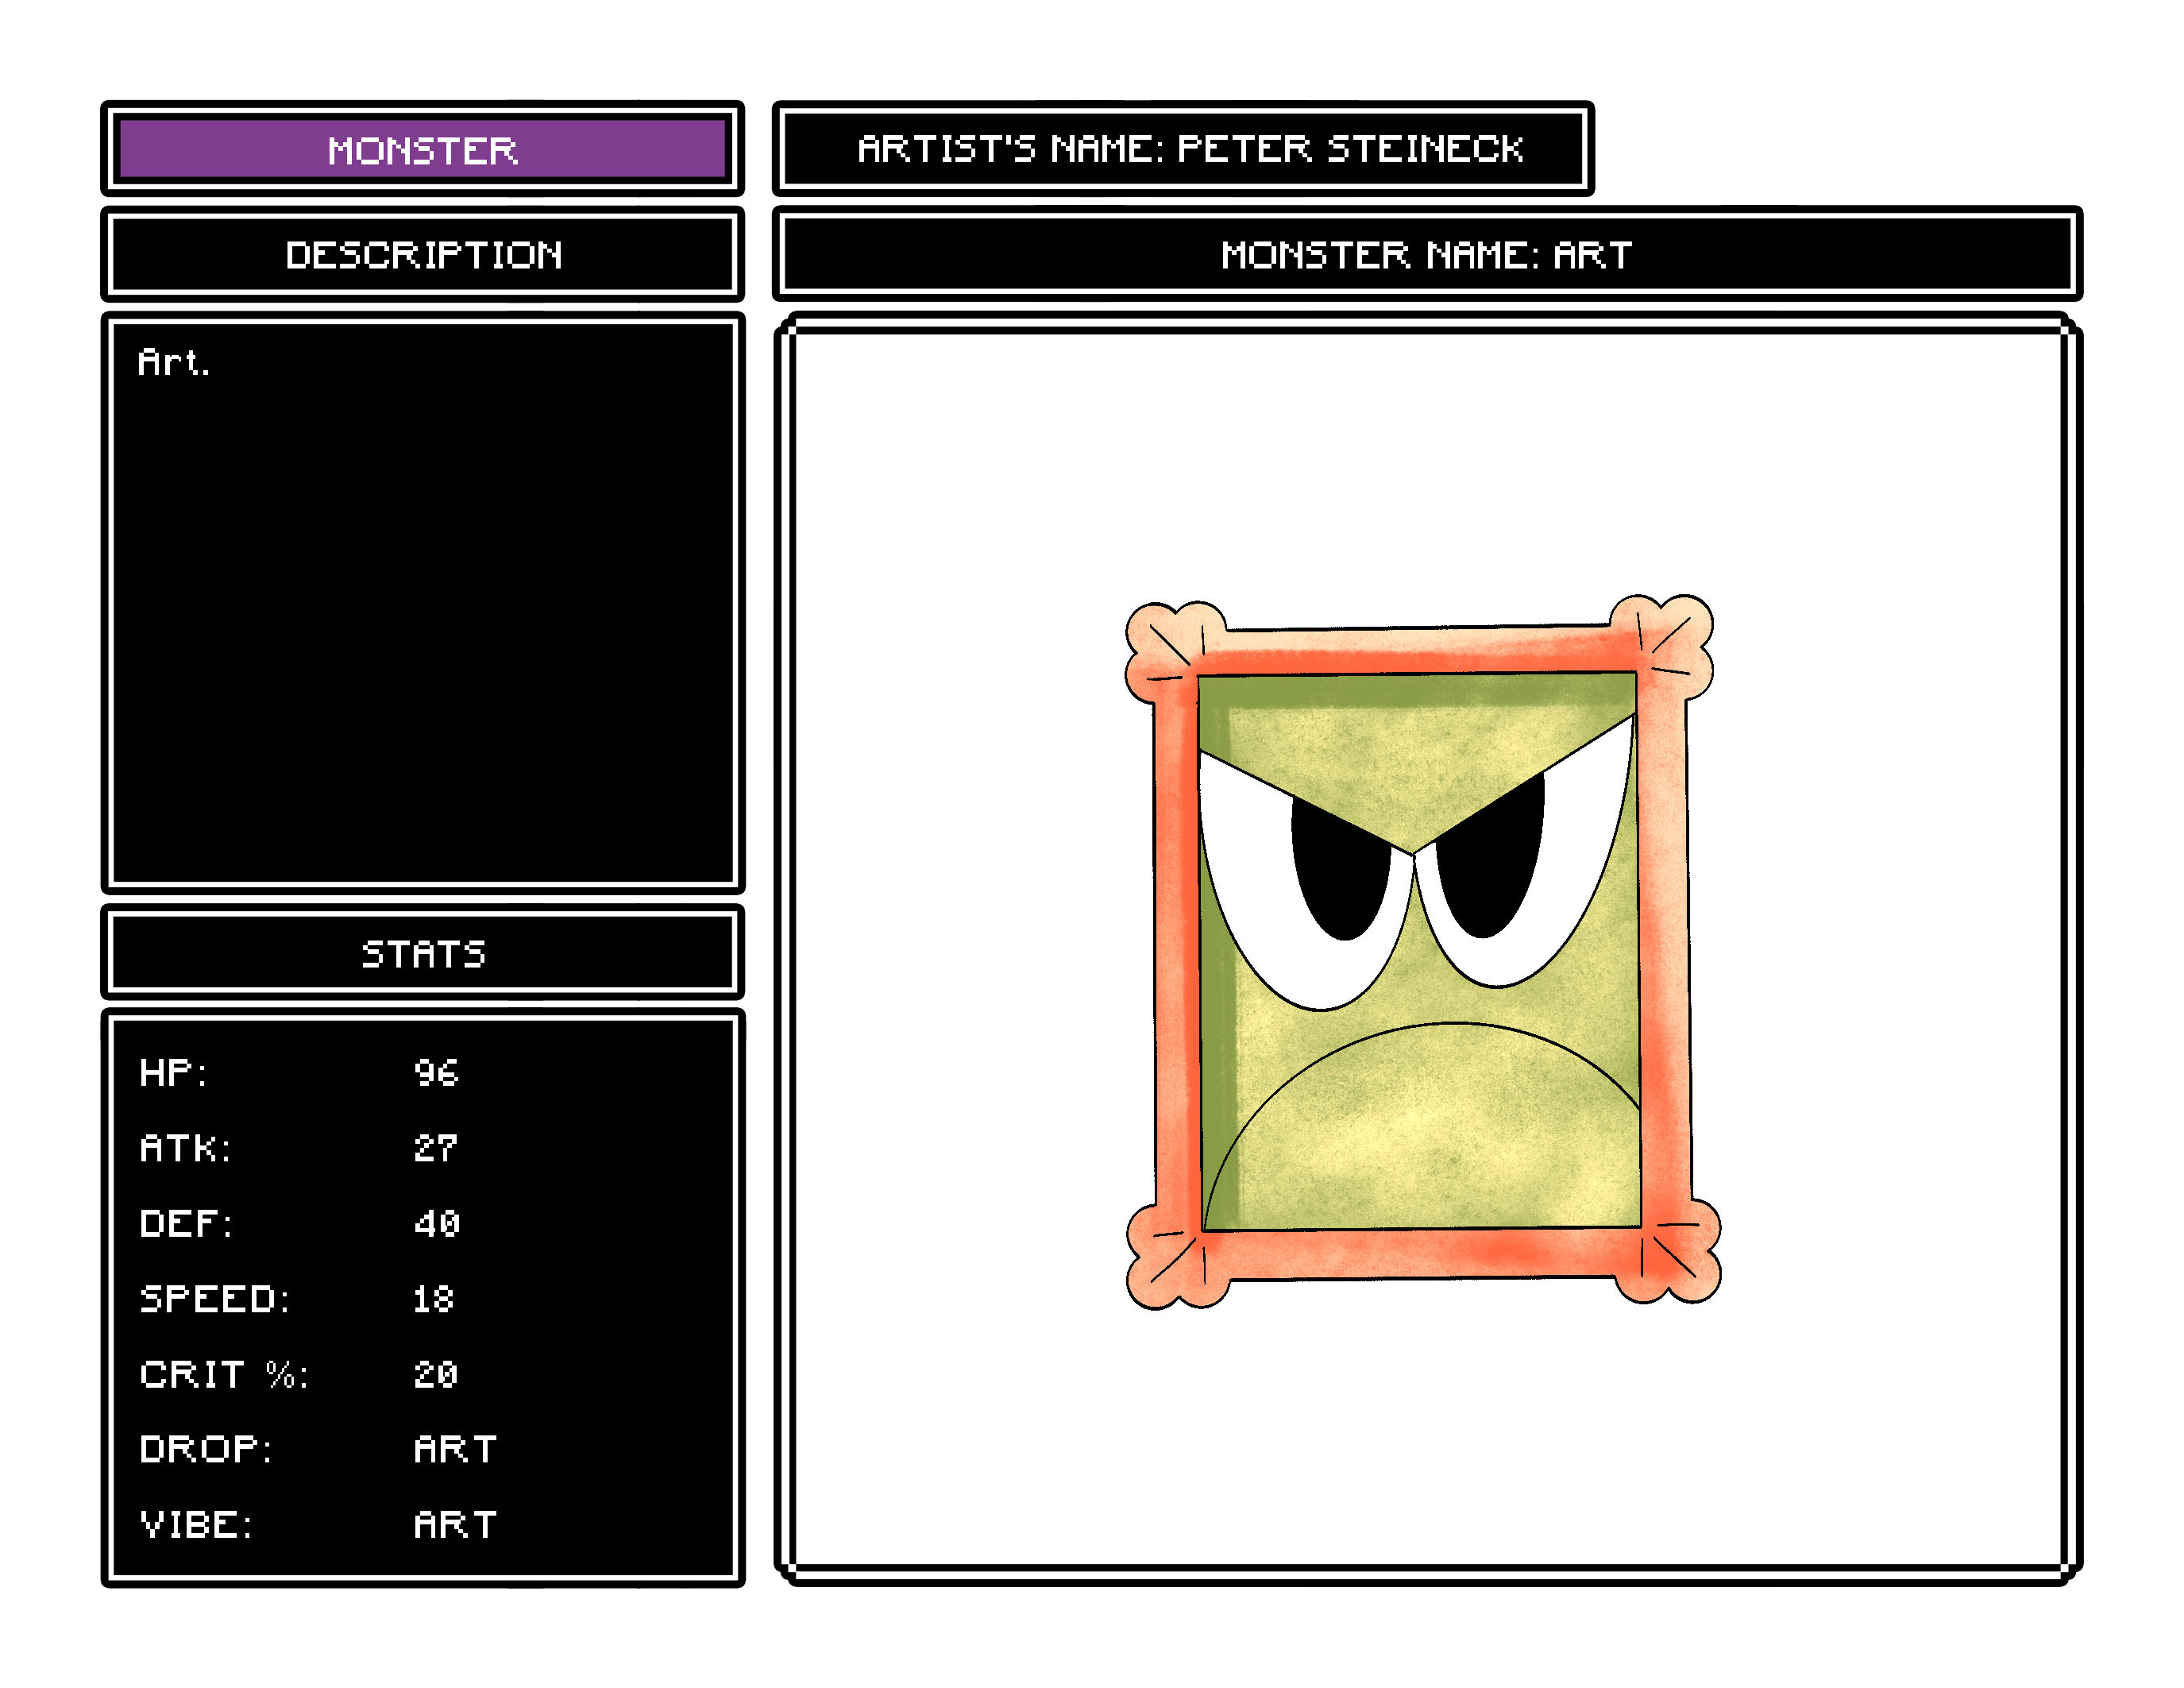 MONSTER
ARTIST'S NAME: PETER STEINECK
DESCRIPTION
MONSTER NAME: ART
Art.
STATS
HP: 96
ATK: 27
DEF: 40
SPEED: 18
CRIT %: 20
DROP: ART
VIBE: ART